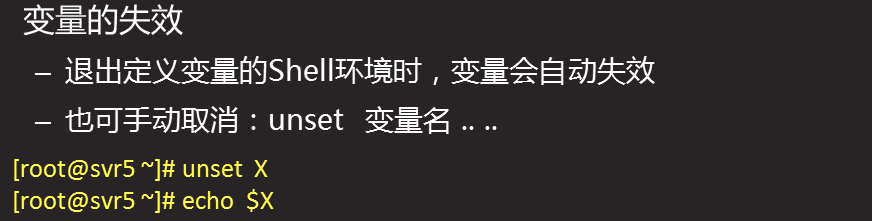 变量的失效
– 退出定义变量的Shell环境时，变量会自动失效
– 也可手动取消：unset 变量名 .. ..
[root@svr5 ~]# unset X
[root@svr5 ~]# echo $X